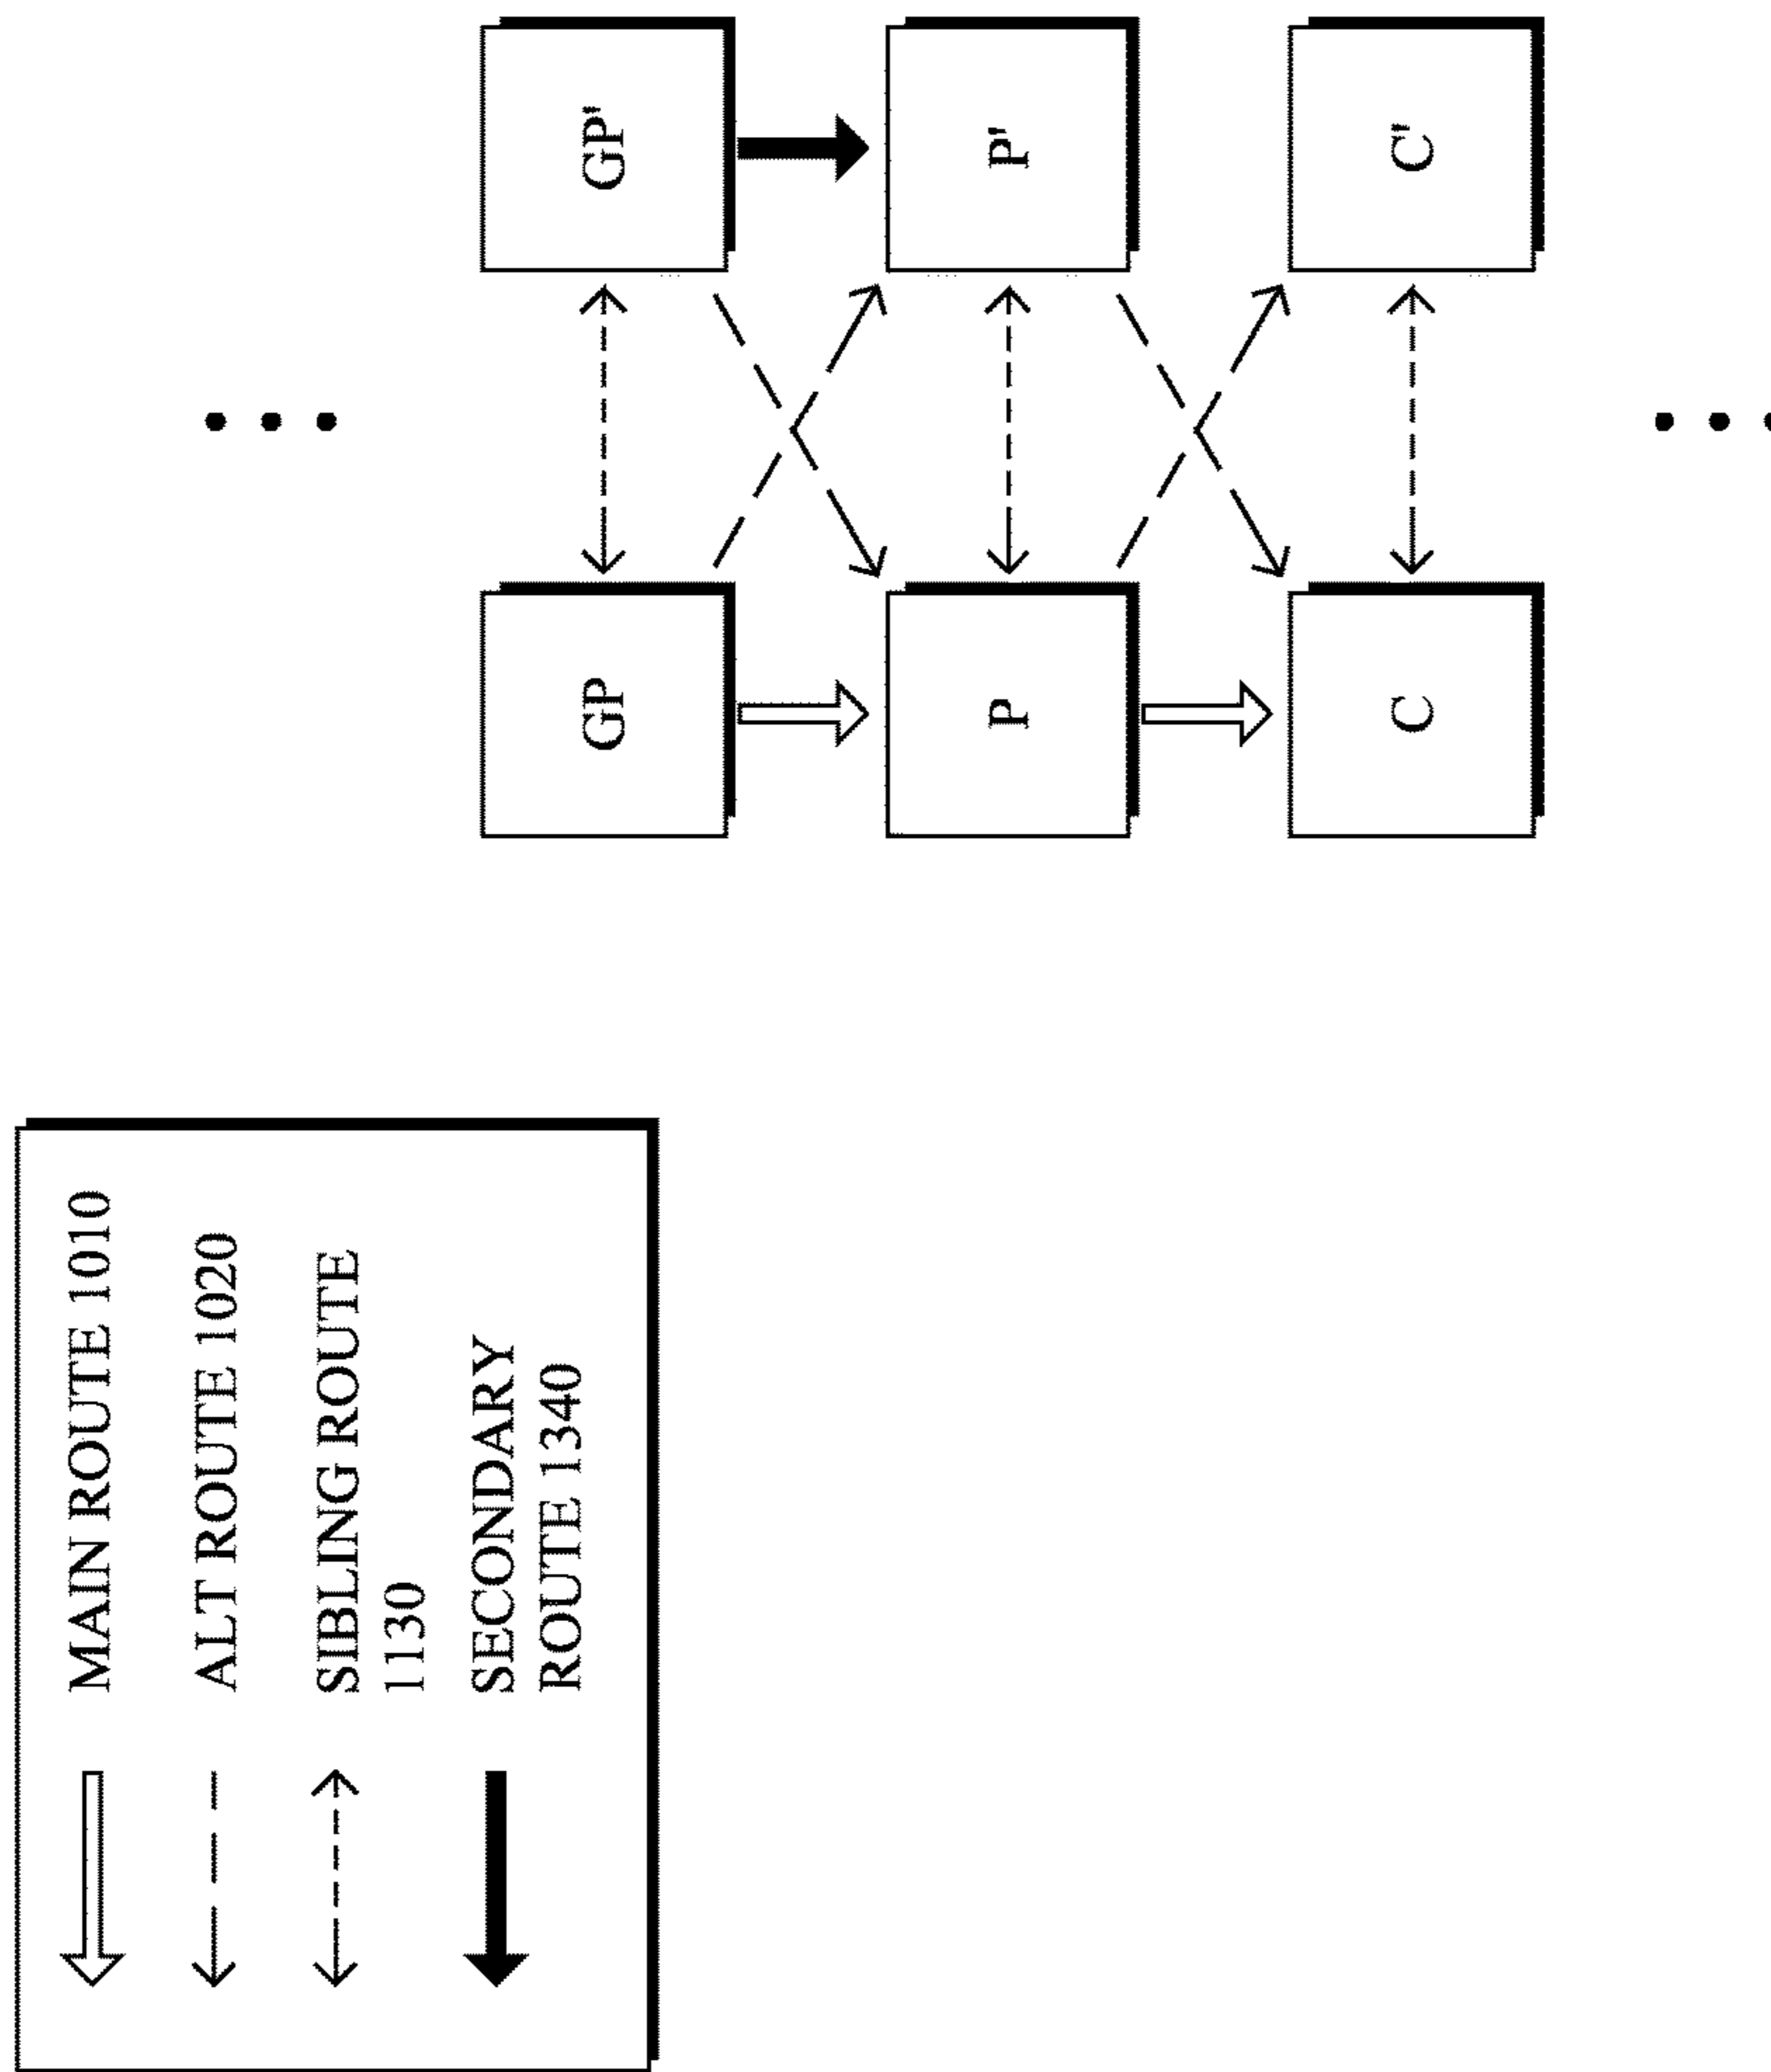 MAIN ROUTE 1010
ALT ROUTE 1020
SIBLING ROUTE
1130
SECONDARY
ROUTE 1340
GP
GP'
P
P'
C
C'